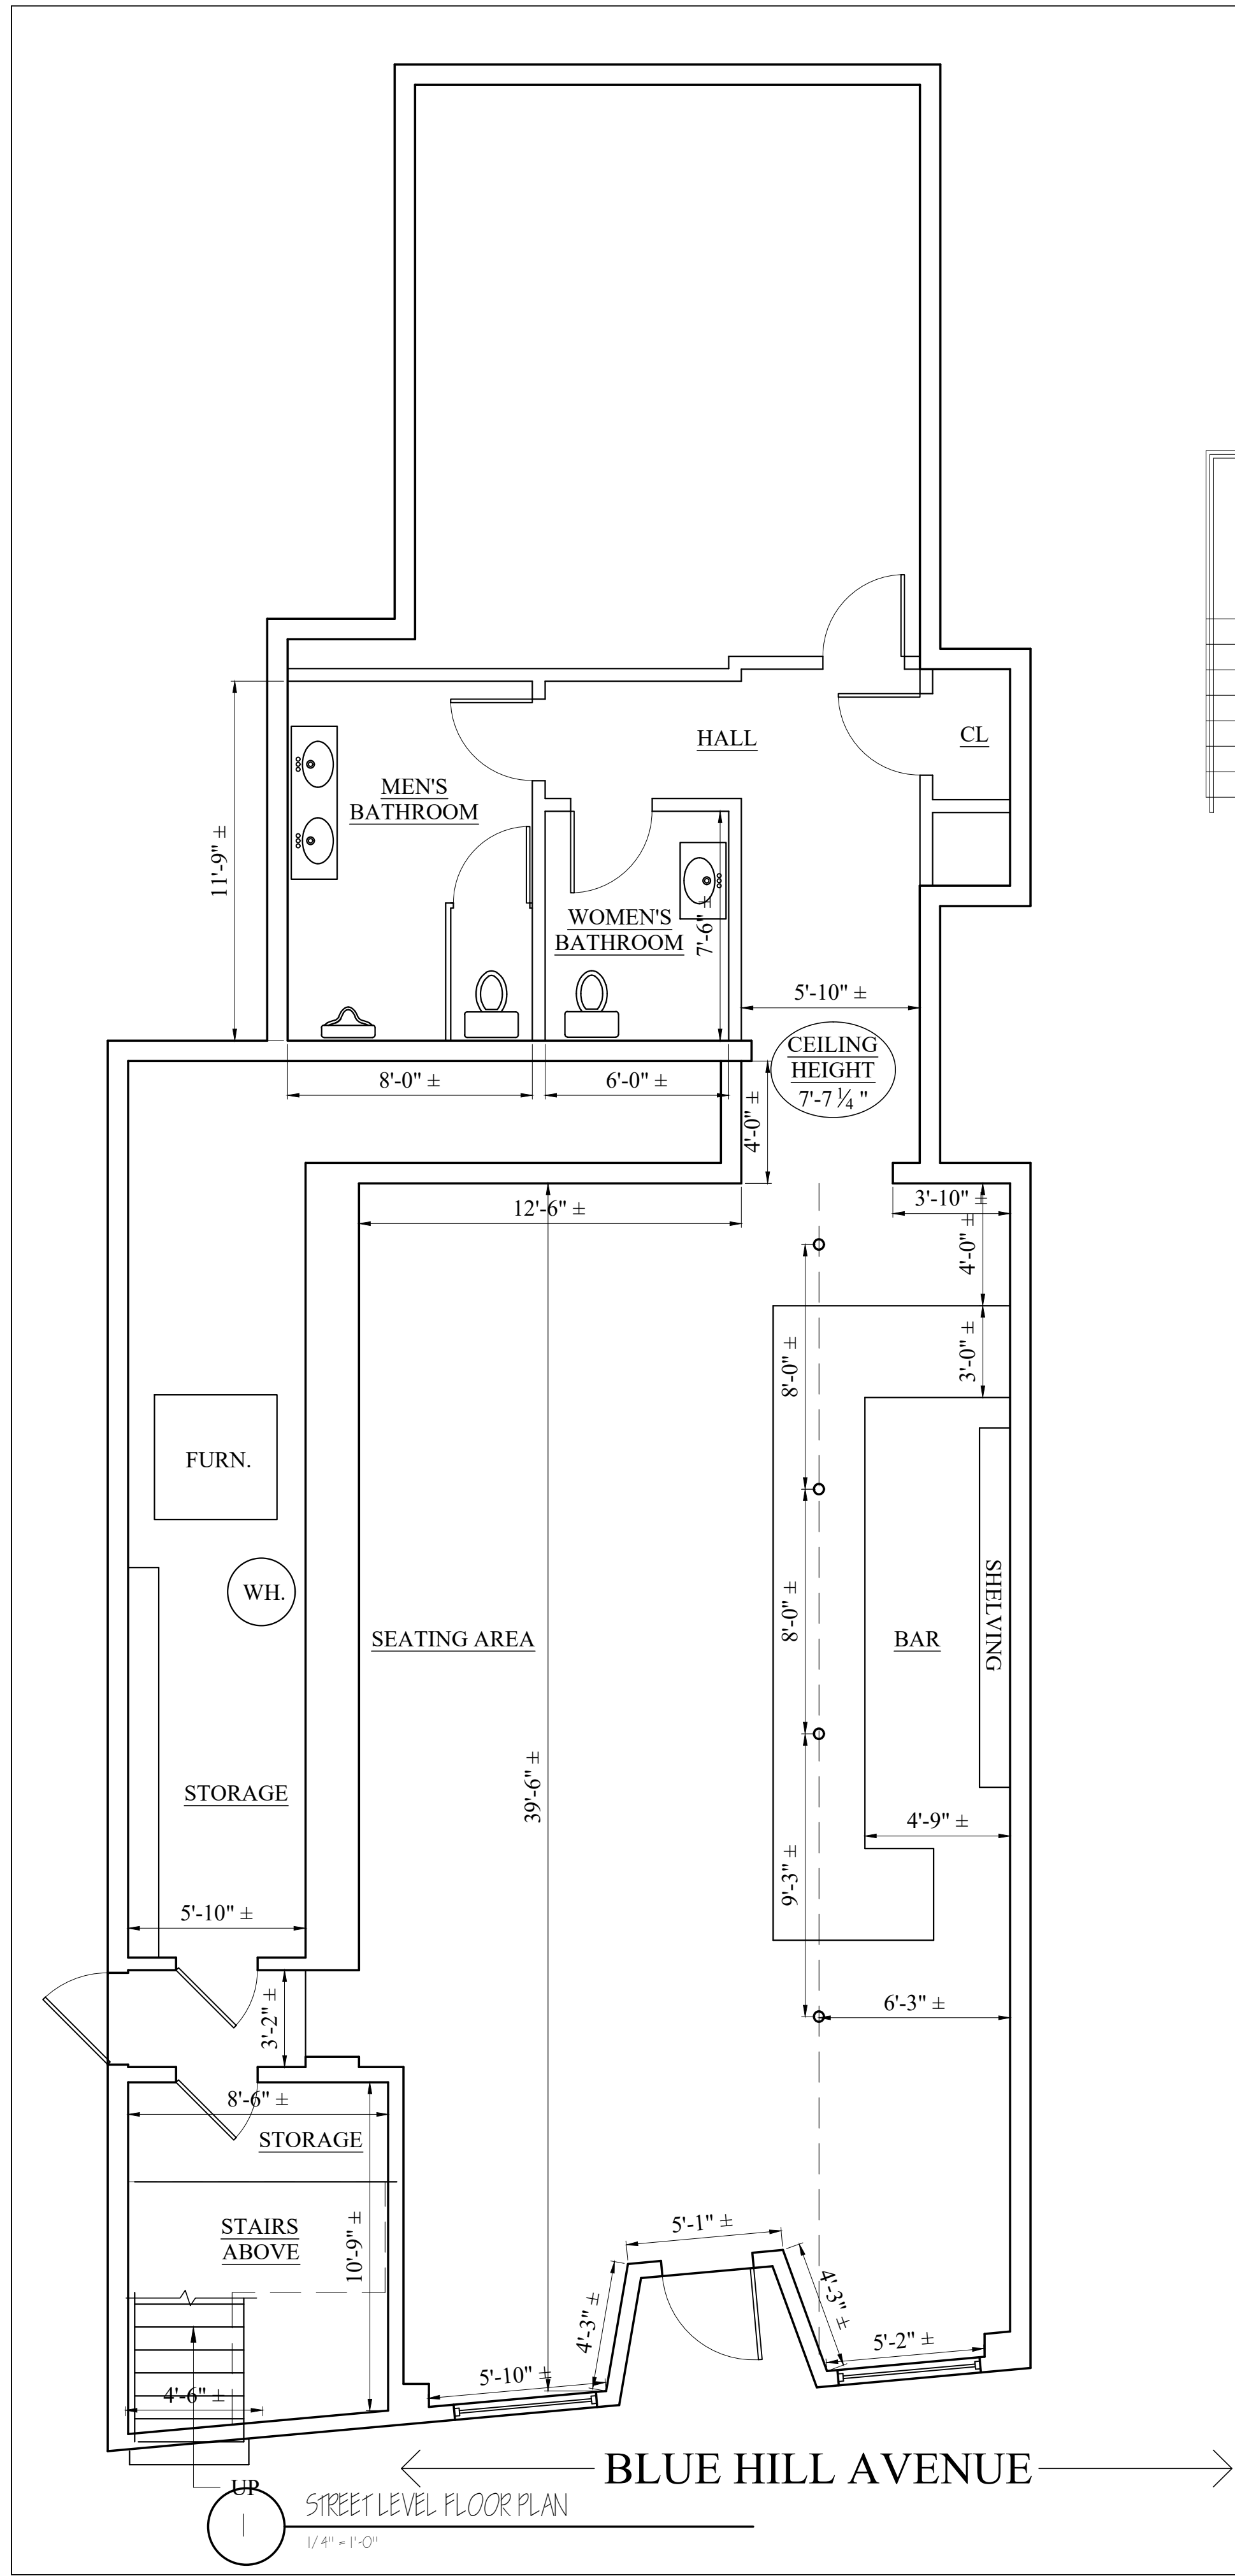 HALL
CL
MEN'S
BATHROOM
11'-9" ±
WOMEN'S
BATHROOM
7'-6" ±
5'-10" ±
CEILING
HEIGHT
7'-7 1/4 "
8'-0" ±
6'-0" ±
4'-0" ±
12'-6" ±
3'-10" ±
4'-0" ±
8'-0" ±
3'-0" ±
FURN.
WH.
SHELVING
8'-0" ±
SEATING AREA
BAR
39'-6" ±
STORAGE
4'-9" ±
9'-3" ±
5'-10" ±
6'-3" ±
3'-2" ±
8'-6" ±
STORAGE
STAIRS
ABOVE
10'-9" ±
5'-1" ±
4'-3" ±
4'-3" ±
5'-2" ±
5'-10" ±
4'-6" ±
BLUE HILL AVENUE
UP
STREET LEVEL FLOOR PLAN
1/4" = 1'-0"